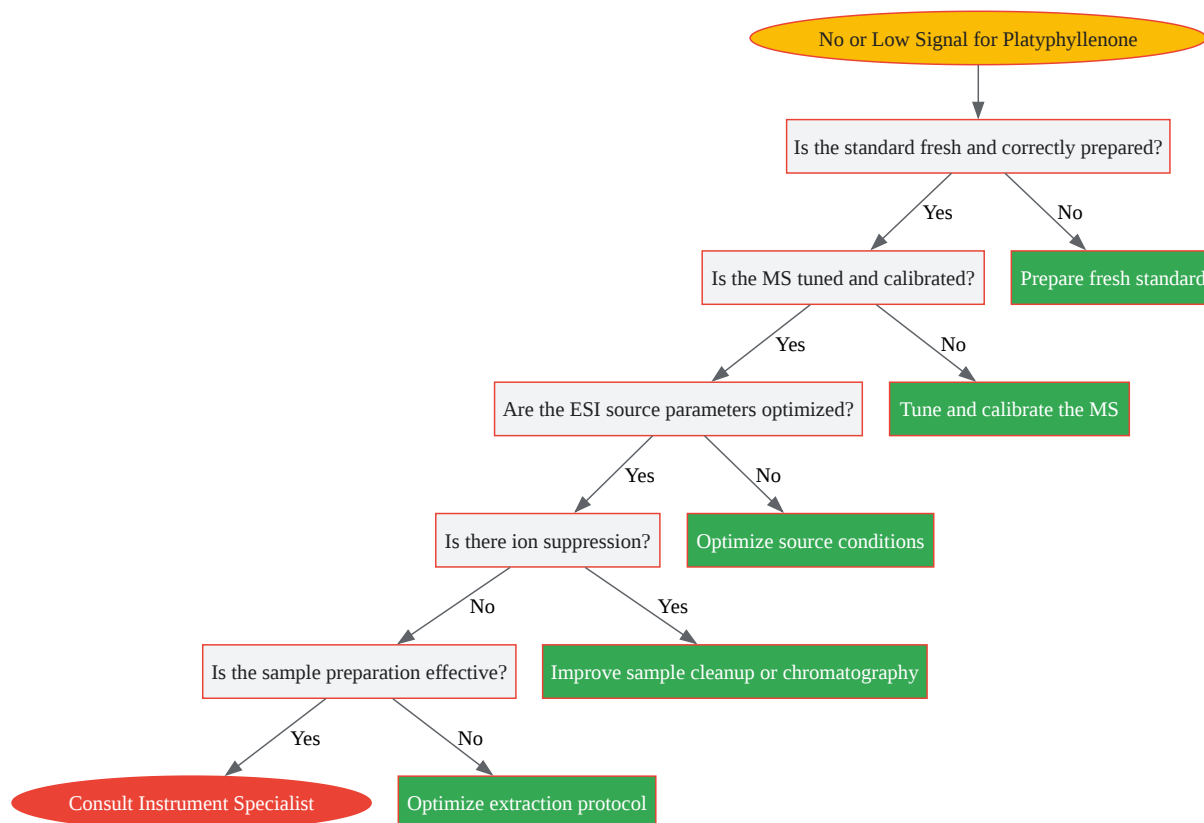 No or Low Signal for Platyphyllenone
Is the standard fresh and correctly prepared?
Yes
No
Is the MS tuned and calibrated?
Prepare fresh standard
Yes
No
Are the ESI source parameters optimized?
Tune and calibrate the MS
Yes
No
Is there ion suppression?
Optimize source conditions
No
Yes
Is the sample preparation effective?
Improve sample cleanup or chromatography
Yes
No
Consult Instrument Specialist
Optimize extraction protocol